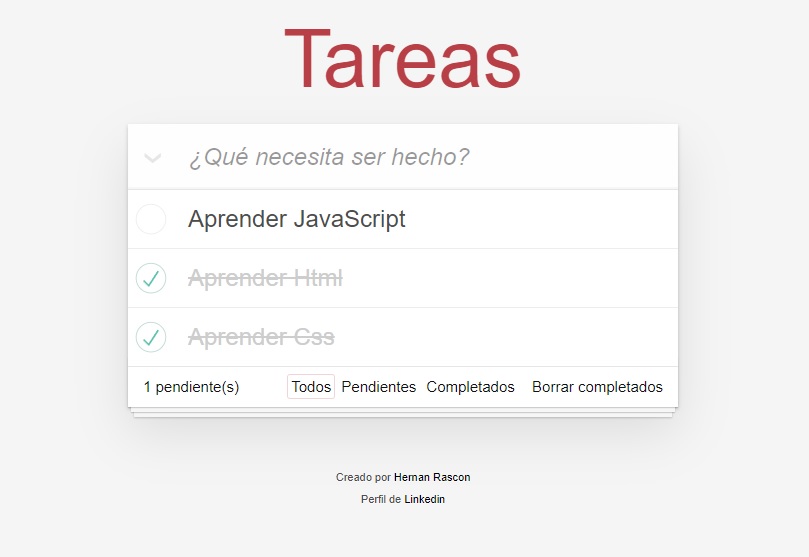 Tareas
¿Qué necesita ser hecho?
Aprender JavaScript
Aprender Html
Aprender Css
1 pendiente(s) Todos Pendientes Completados Borrar completados
Creado por Hernan Rascon
Perfil de Linkedin